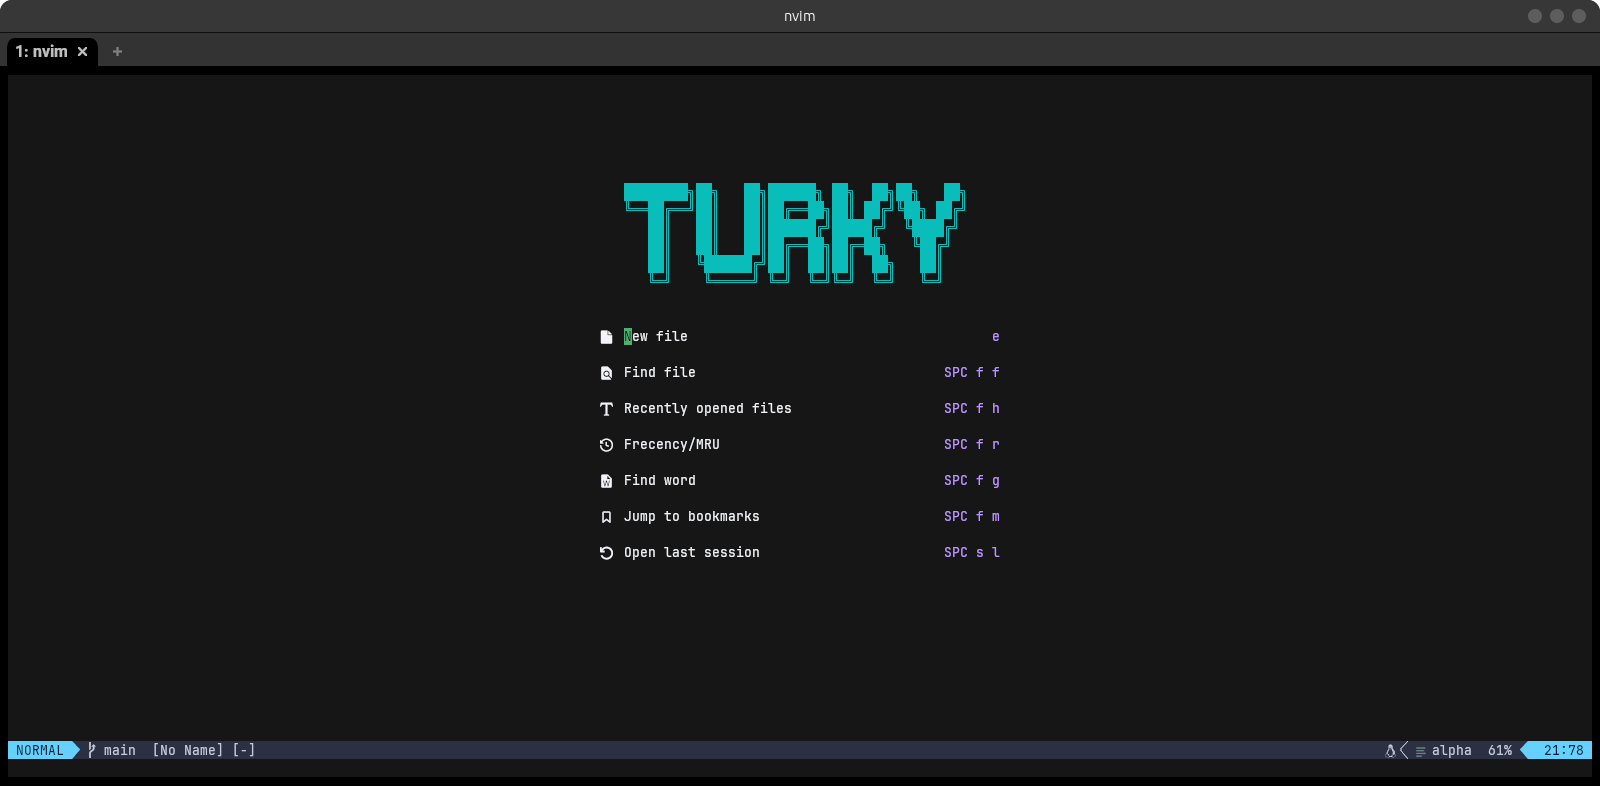 nvim
1: nvim
TURKY
New file e
Find file SPC f f
Recently opened files SPC f h
Frecency/MRU SPC f r
Find word SPC f g
Jump to bookmarks SPC f m
Open last session SPC s l
NORMAL main [No Name] [-] alpha 61% 21:78